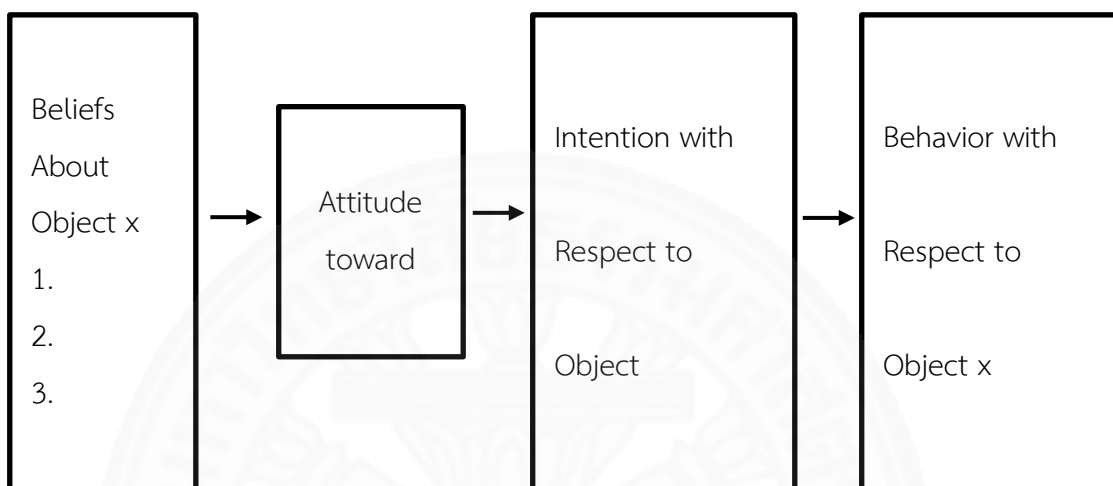 Beliefs
About
Object x
1.
2.
3.
Attitude
toward
Intention with
Respect to
Object
Behavior with
Respect to
Object x